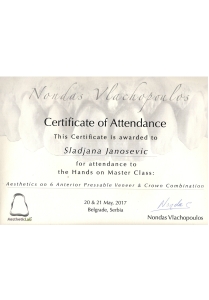 Nondas Vlachopoulos
Certificate of Attendance
This Certificate is awarded to
Sladjana Janosevic
for attendance to
the Hands on Master Class:
Aesthetics on 6 Anterior Pressable Veneer & Crown Combination
20 & 21 May, 2017
Belgrade, Serbia
AestheticLab
Nondas Vlachopoulos